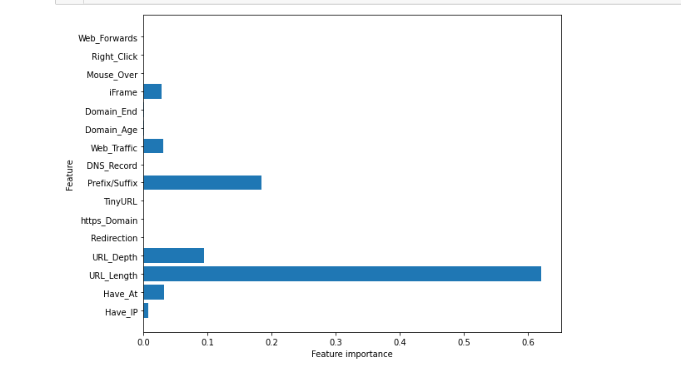 Web_Forwards
Right_Click
Mouse_Over
iFrame
Domain_End
Domain_Age
Web_Traffic
DNS_Record
Prefix/Suffix
TinyURL
https_Domain
Redirection
URL_Depth
URL_Length
Have_At
Have_IP
Feature
0.0 0.1 0.2 0.3 0.4 0.5 0.6
Feature importance